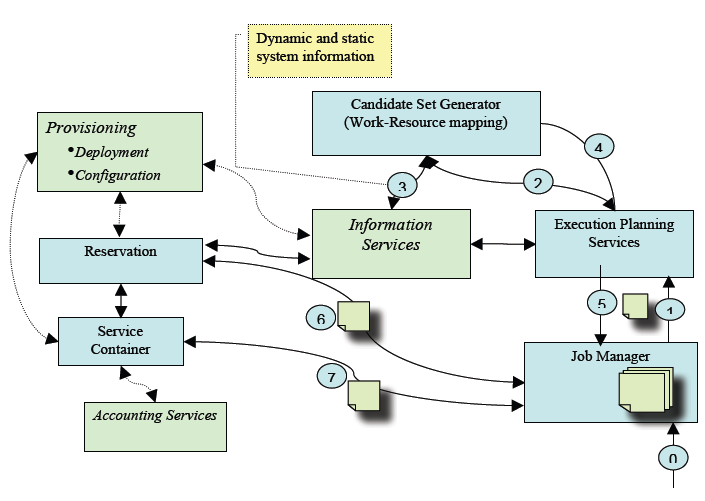 Dynamic and static
system information
Candidate Set Generator
(Work-Resource mapping)
Provisioning
•Deployment
•Configuration
4
3
2
Information
Services
Execution Planning
Services
Reservation
5
1
6
Service
Container
Job Manager
7
Accounting Services
0